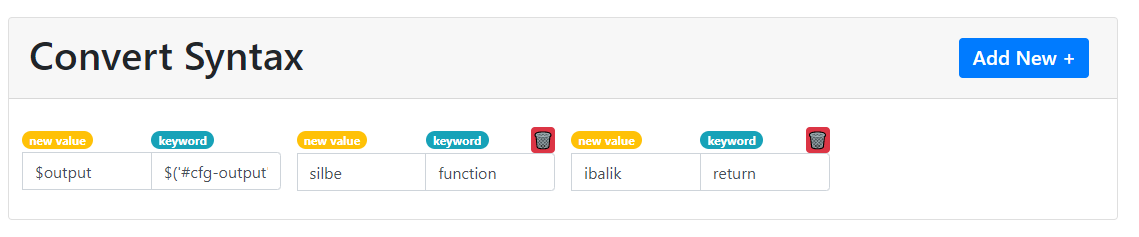 Convert Syntax
Add New +
new value keyword new value keyword new value keyword
$output $('#cfg-output' silbe function ibalik return